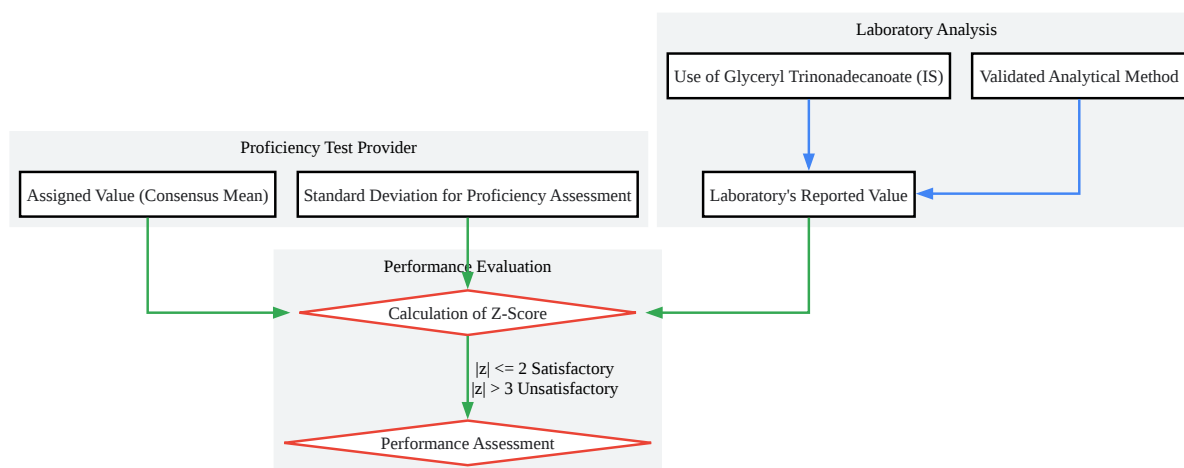 Laboratory Analysis
Use of Glyceryl Trinonadecanoate (IS)
Validated Analytical Method
Proficiency Test Provider
Assigned Value (Consensus Mean)
Standard Deviation for Proficiency Assessment
Laboratory's Reported Value
Performance Evaluation
Calculation of Z-Score
|z| <= 2 Satisfactory
|z| > 3 Unsatisfactory
Performance Assessment